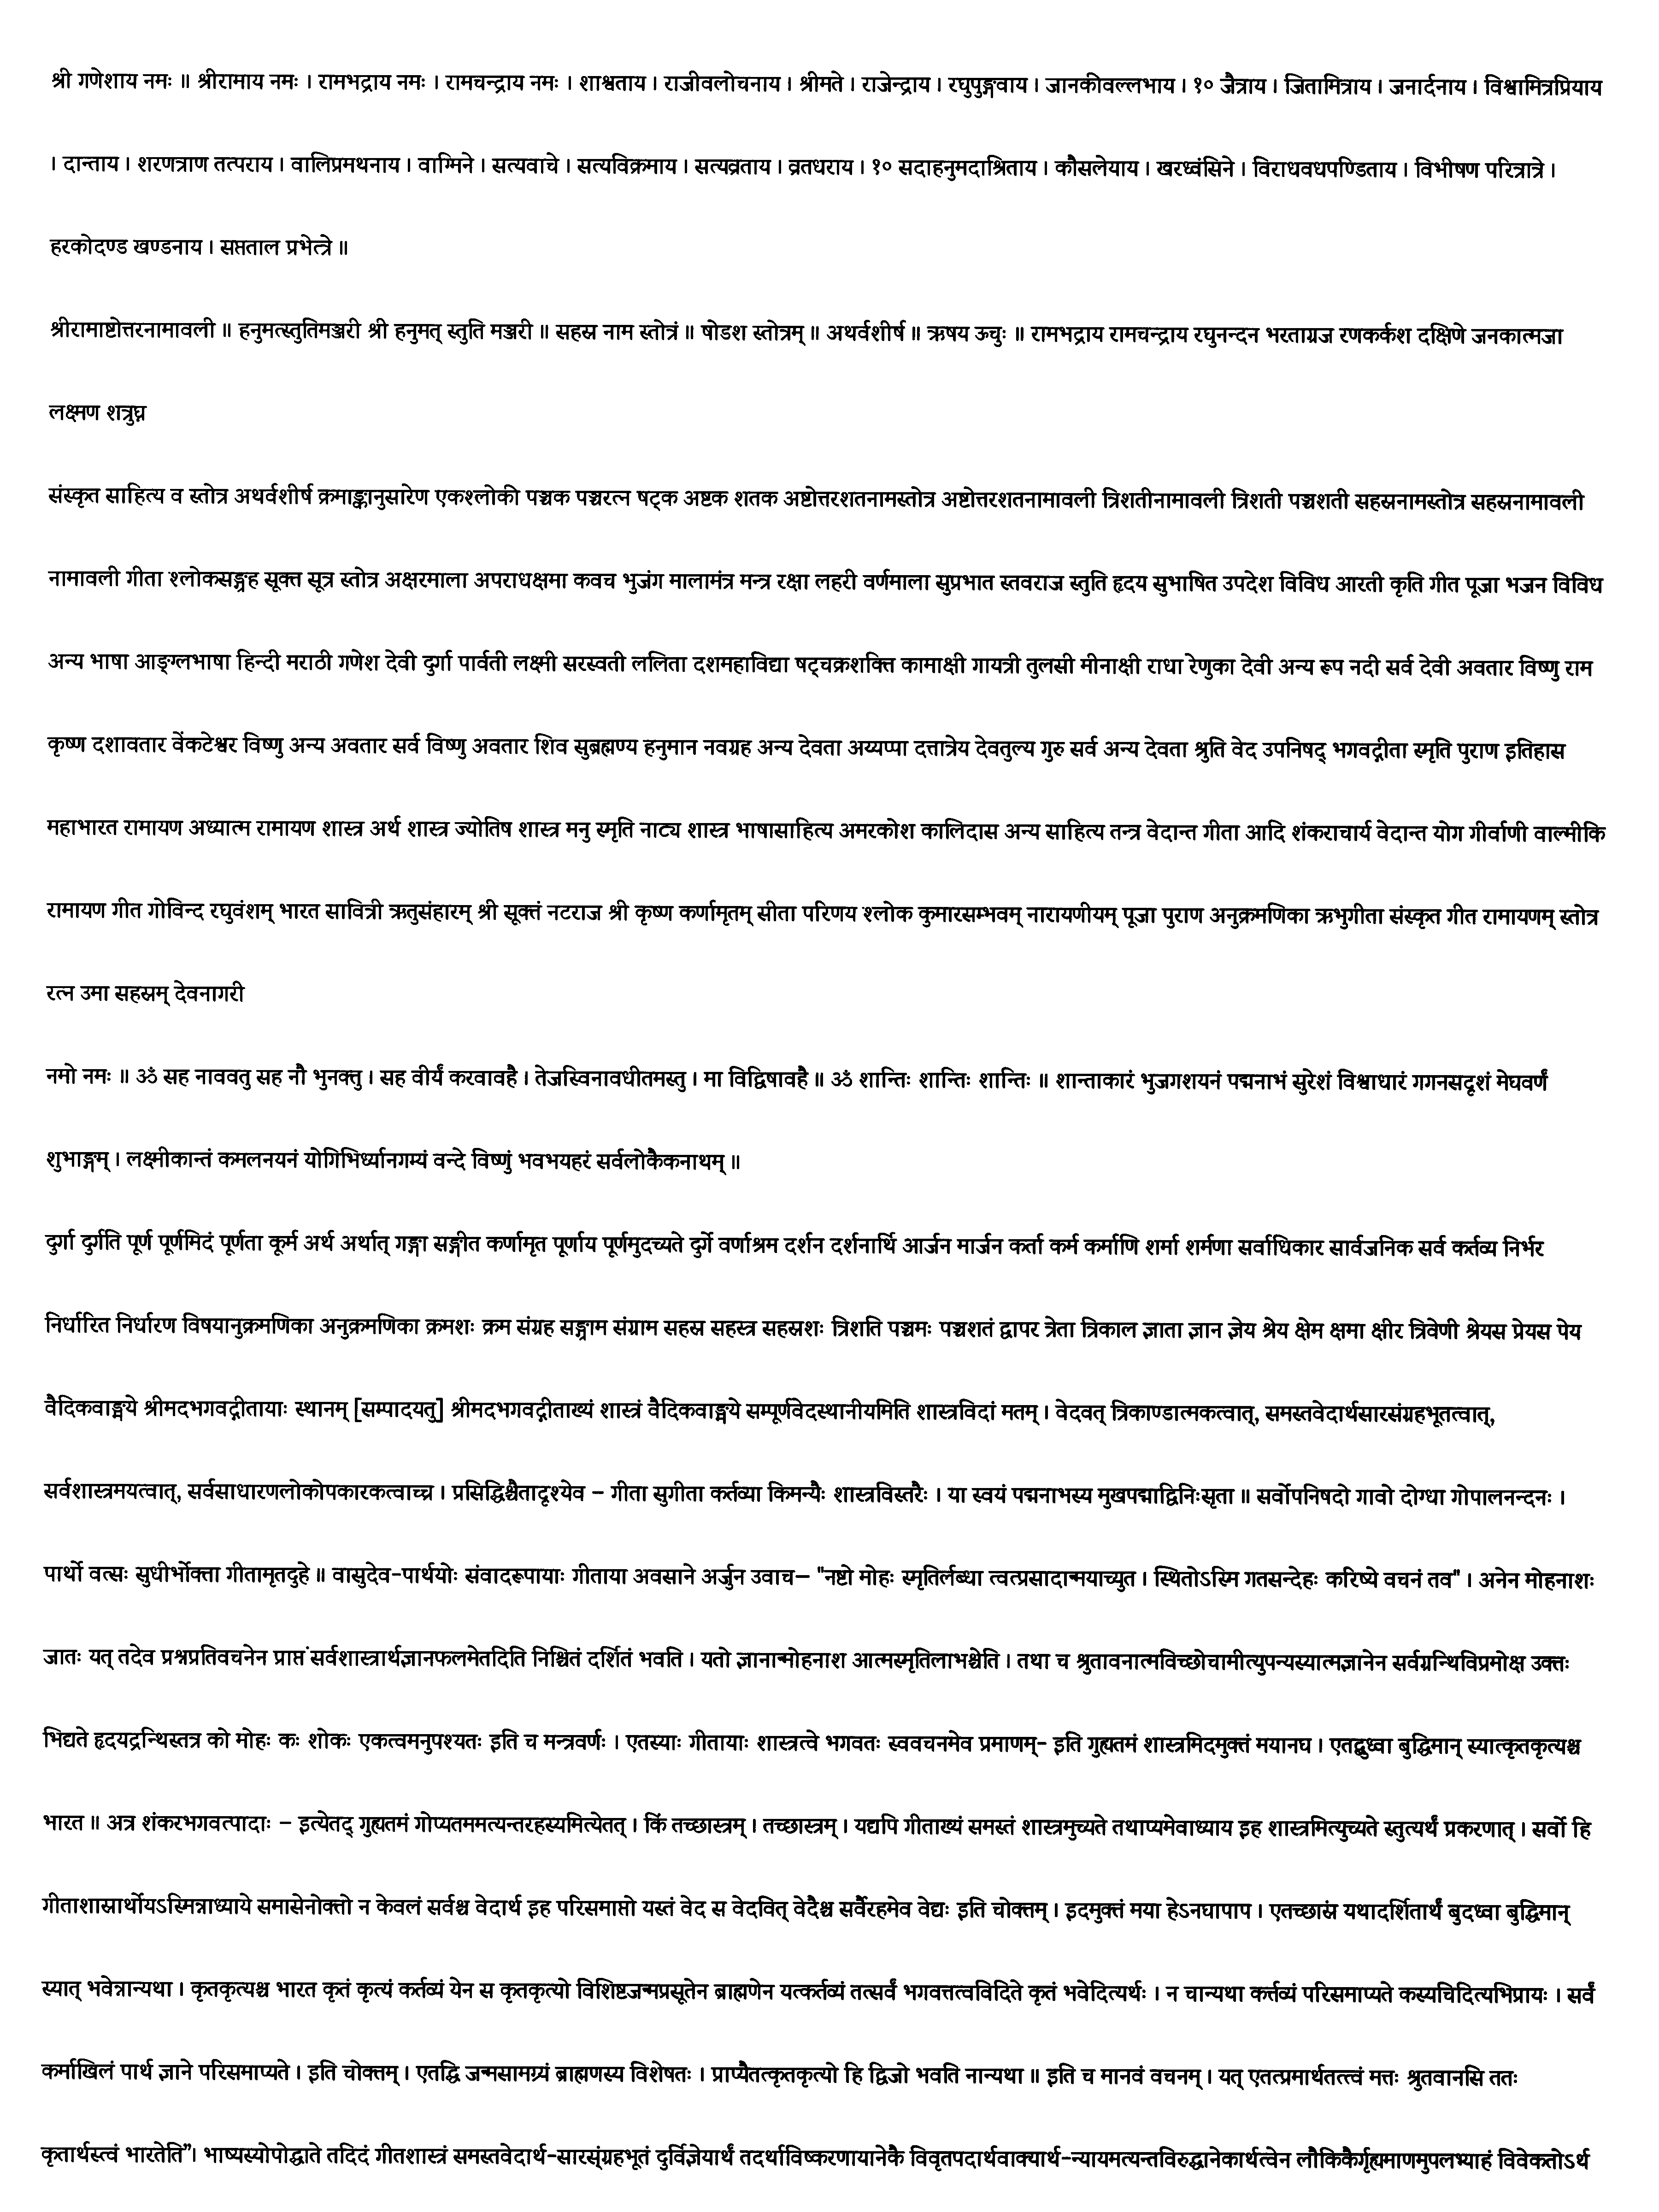 श्री गणेशाय नमः ॥ श्रीरामाय नमः । रामभद्राय नमः । रामचन्द्राय नमः । शाश्वताय । राजीवलोचनाय । श्रीमते । राजेन्द्राय । रघुपुङ्गवाय । जानकीवल्लभाय । १० जैत्राय । जितामित्राय । जनार्दनाय । विश्वामित्रप्रियाय
। दान्ताय । शरणत्राण तत्पराय । वालिप्रमथनाय । वाग्मिने । सत्यवाचे । सत्यविक्रमाय । सत्यव्रताय । व्रतधराय । १० सदाहनुमदाश्रिताय । कौसलेयाय । खरध्वंसिने । विराधवधपण्डिताय । विभीषण परित्रात्रे ।
हरकोदण्ड खण्डनाय । सप्तताल प्रभेत्त्रे ॥
श्रीरामाष्टोत्तरनामावली ॥ हनुमत्स्तुतिमञ्जरी श्री हनुमत् स्तुति मञ्जरी ॥ सहस्र नाम स्तोत्रं ॥ षोडश स्तोत्रम् ॥ अथर्वशीर्ष ॥ ऋषय ऊचुः ॥ रामभद्राय रामचन्द्राय रघुनन्दन भरताग्रज रणकर्कश दक्षिणे जनकात्मजा
लक्ष्मण शत्रुघ्न
संस्कृत साहित्य व स्तोत्र अथर्वशीर्ष क्रमाङ्कानुसारेण एकश्लोकी पञ्चक पञ्चरत्न षट्क अष्टक शतक अष्टोत्तरशतनामस्तोत्र अष्टोत्तरशतनामावली त्रिशतीनामावली त्रिशती पञ्चशती सहस्रनामस्तोत्र सहस्रनामावली
नामावली गीता श्लोकसङ्ग्रह सूक्त सूत्र स्तोत्र अक्षरमाला अपराधक्षमा कवच भुजंग मालामंत्र मन्त्र रक्षा लहरी वर्णमाला सुप्रभात स्तवराज स्तुति हृदय सुभाषित उपदेश विविध आरती कृति गीत पूजा भजन विविध
अन्य भाषा आङ्ग्लभाषा हिन्दी मराठी गणेश देवी दुर्गा पार्वती लक्ष्मी सरस्वती ललिता दशमहाविद्या षट्चक्रशक्ति कामाक्षी गायत्री तुलसी मीनाक्षी राधा रेणुका देवी अन्य रूप नदी सर्व देवी अवतार विष्णु राम
कृष्ण दशावतार वेंकटेश्वर विष्णु अन्य अवतार सर्व विष्णु अवतार शिव सुब्रह्मण्य हनुमान नवग्रह अन्य देवता अय्यप्पा दत्तात्रेय देवतुल्य गुरु सर्व अन्य देवता श्रुति वेद उपनिषद् भगवद्गीता स्मृति पुराण इतिहास
महाभारत रामायण अध्यात्म रामायण शास्त्र अर्थ शास्त्र ज्योतिष शास्त्र मनु स्मृति नाट्य शास्त्र भाषासाहित्य अमरकोश कालिदास अन्य साहित्य तन्त्र वेदान्त गीता आदि शंकराचार्य वेदान्त योग गीर्वाणी वाल्मीकि
रामायण गीत गोविन्द रघुवंशम् भारत सावित्री ऋतुसंहारम् श्री सूक्तं नटराज श्री कृष्ण कर्णामृतम् सीता परिणय श्लोक कुमारसम्भवम् नारायणीयम् पूजा पुराण अनुक्रमणिका ऋभुगीता संस्कृत गीत रामायणम् स्तोत्र
रत्न उमा सहस्रम् देवनागरी
नमो नमः ॥ ॐ सह नाववतु सह नौ भुनक्तु । सह वीर्यं करवावहै । तेजस्विनावधीतमस्तु । मा विद्विषावहै ॥ ॐ शान्तिः शान्तिः शान्तिः ॥ शान्ताकारं भुजगशयनं पद्मनाभं सुरेशं विश्वाधारं गगनसदृशं मेघवर्णं
शुभाङ्गम् । लक्ष्मीकान्तं कमलनयनं योगिभिर्ध्यानगम्यं वन्दे विष्णुं भवभयहरं सर्वलोकैकनाथम् ॥
दुर्गा दुर्गति पूर्ण पूर्णमिदं पूर्णता कूर्म अर्थ अर्थात् गङ्गा सङ्गीत कर्णामृत पूर्णाय पूर्णमुदच्यते दुर्गे वर्णाश्रम दर्शन दर्शनार्थि आर्जन मार्जन कर्ता कर्म कर्माणि शर्मा शर्मणा सर्वाधिकार सार्वजनिक सर्व कर्तव्य निर्भर
निर्धारित निर्धारण विषयानुक्रमणिका अनुक्रमणिका क्रमशः क्रम संग्रह सङ्ग्राम संग्राम सहस्र सहस्त्र सहस्रशः त्रिशति पञ्चमः पञ्चशतं द्वापर त्रेता त्रिकाल ज्ञाता ज्ञान ज्ञेय श्रेय क्षेम क्षमा क्षीर त्रिवेणी श्रेयस प्रेयस पेय
वैदिकवाङ्मये श्रीमदभगवद्गीतायाः स्थानम् [सम्पादयतु] श्रीमदभगवद्गीताख्यं शास्त्रं वैदिकवाङ्मये सम्पूर्णवेदस्थानीयमिति शास्त्रविदां मतम् । वेदवत् त्रिकाण्डात्मकत्वात्, समस्तवेदार्थसारसंग्रहभूतत्वात्,
सर्वशास्त्रमयत्वात्, सर्वसाधारणलोकोपकारकत्वाच्च । प्रसिद्धिश्चैतादृश्येव – गीता सुगीता कर्तव्या किमन्यैः शास्त्रविस्तरैः । या स्वयं पद्मनाभस्य मुखपद्माद्विनिःसृता ॥ सर्वोपनिषदो गावो दोग्धा गोपालनन्दनः ।
पार्थो वत्सः सुधीर्भोक्ता गीतामृतदुहे ॥ वासुदेव-पार्थयोः संवादरूपायाः गीताया अवसाने अर्जुन उवाच– "नष्टो मोहः स्मृतिर्लब्धा त्वत्प्रसादान्मयाच्युत । स्थितोऽस्मि गतसन्देहः करिष्ये वचनं तव" । अनेन मोहनाशः
जातः यत् तदेव प्रश्नप्रतिवचनेन प्राप्तं सर्वशास्त्रार्थज्ञानफलमेतदिति निश्चितं दर्शितं भवति । यतो ज्ञानान्मोहनाश आत्मस्मृतिलाभश्चेति । तथा च श्रुतावनात्मविच्छोचामीत्युपन्यस्यात्मज्ञानेन सर्वग्रन्थिविप्रमोक्ष उक्तः
भिद्यते हृदयद्रन्थिस्तत्र को मोहः कः शोकः एकत्वमनुपश्यतः इति च मन्त्रवर्णः । एतस्याः गीतायाः शास्त्रत्वे भगवतः स्ववचनमेव प्रमाणम्- इति गुह्यतमं शास्त्रमिदमुक्तं मयानघ । एतद्बुध्वा बुद्धिमान् स्यात्कृतकृत्यश्च
भारत ॥ अत्र शंकरभगवत्पादाः – इत्येतद् गुह्यतमं गोप्यतममत्यन्तरहस्यमित्येतत् । किं तच्छास्त्रम् । तच्छास्त्रम् । यद्यपि गीताख्यं समस्तं शास्त्रमुच्यते तथाप्यमेवाध्याय इह शास्त्रमित्युच्यते स्तुत्यर्थं प्रकरणात् । सर्वो हि
गीताशास्रार्थोयऽस्मिन्नाध्याये समासेनोक्तो न केवलं सर्वश्च वेदार्थ इह परिसमाप्तो यस्तं वेद स वेदवित् वेदैश्च सर्वैरहमेव वेद्यः इति चोक्तम् । इदमुक्तं मया हेऽनघापाप । एतच्छास्रं यथादर्शितार्थं बुदध्वा बुद्धिमान्
स्यात् भवेन्नान्यथा । कृतकृत्यश्च भारत कृतं कृत्यं कर्तव्यं येन स कृतकृत्यो विशिष्टजन्मप्रसूतेन ब्राह्मणेन यत्कर्तव्यं तत्सर्वं भगवत्तत्वविदिते कृतं भवेदित्यर्थः । न चान्यथा कर्त्तव्यं परिसमाप्यते कस्यचिदित्यभिप्रायः । सर्वं
कर्माखिलं पार्थ ज्ञाने परिसमाप्यते । इति चोक्तम् । एतद्धि जन्मसामग्र्यं ब्राह्मणस्य विशेषतः । प्राप्यैतत्कृतकृत्यो हि द्विजो भवति नान्यथा ॥ इति च मानवं वचनम् । यत् एतत्प्रमार्थतत्त्वं मत्तः श्रुतवानसि ततः
कृतार्थस्त्वं भारतेति”। भाष्यस्योपोद्घाते तदिदं गीतशास्त्रं समस्तवेदार्थ-सारस्ंग्रहभूतं दुर्विज्ञेयार्थं तदर्थाविष्करणायानेकै विवृतपदार्थवाक्यार्थ-न्यायमत्यन्तविरुद्धानेकार्थत्वेन लौकिकैर्गृह्यमाणमुपलभ्याहं विवेकतोऽर्थ